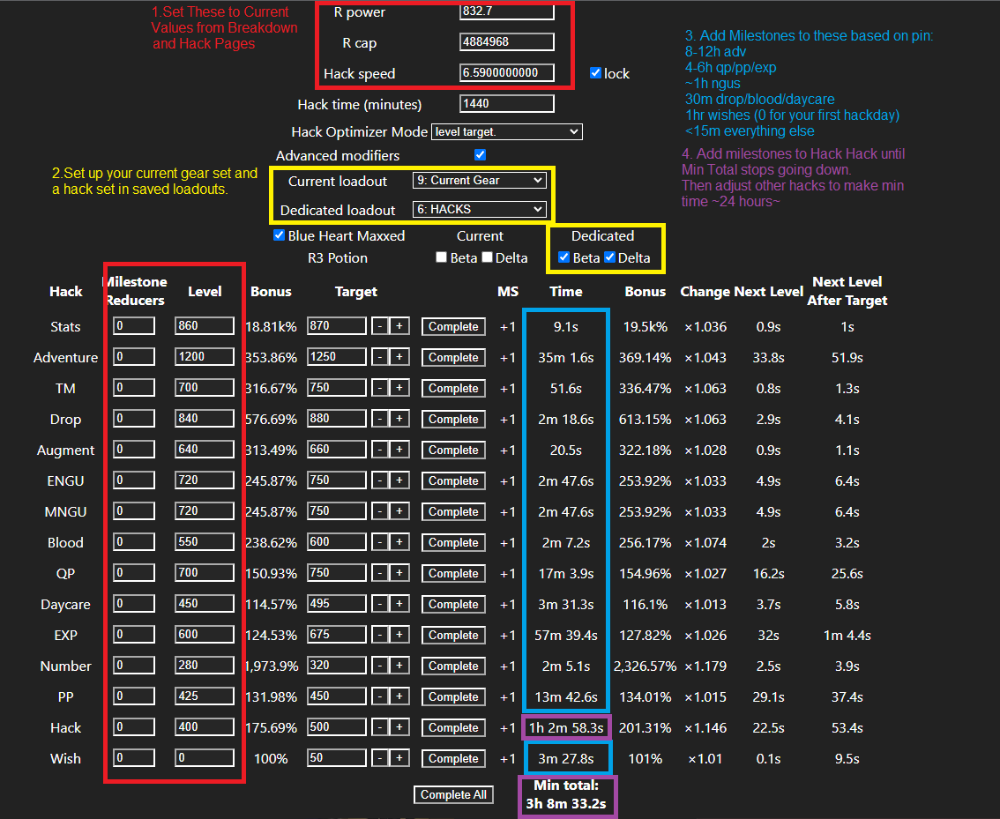 1.Set These to Current
Values from Breakdown
and Hack Pages
R power 832.7
R cap 4884968
Hack speed 6.5900000000 lock
Hack time (minutes) 1440
Hack Optimizer Mode level target.
Advanced modifiers
3. Add Milestones to these based on pin:
8-12h adv
4-6h qp/pp/exp
~1h ngus
30m drop/blood/daycare
1hr wishes (0 for your first hackday)
<15m everything else
4. Add milestones to Hack Hack until
Min Total stops going down.
Then adjust other hacks to make min
time ~24 hours~
2.Set up your current gear set and
a hack set in saved loadouts.
Current loadout 9: Current Gear
Dedicated loadout 6: HACKS
Blue Heart Maxxed Current Dedicated
R3 Potion Beta Delta Beta Delta
Hack Milestone Reducers Level Bonus Target MS Time Bonus Change Next Level Next Level After Target
Stats 0 860 18.81k% 870 - + Complete +1 9.1s 19.5k% ×1.036 0.9s 1s
Adventure 0 1200 353.86% 1250 - + Complete +1 35m 1.6s 369.14% ×1.043 33.8s 51.9s
TM 0 700 316.67% 750 - + Complete +1 51.6s 336.47% ×1.063 0.8s 1.3s
Drop 0 840 576.69% 880 - + Complete +1 2m 18.6s 613.15% ×1.063 2.9s 4.1s
Augment 0 640 313.49% 660 - + Complete +1 20.5s 322.18% ×1.028 0.9s 1.1s
ENGU 0 720 245.87% 750 - + Complete +1 2m 47.6s 253.92% ×1.033 4.9s 6.4s
MNGU 0 720 245.87% 750 - + Complete +1 2m 47.6s 253.92% ×1.033 4.9s 6.4s
Blood 0 550 238.62% 600 - + Complete +1 2m 7.2s 256.17% ×1.074 2s 3.2s
QP 0 700 150.93% 750 - + Complete +1 17m 3.9s 154.96% ×1.027 16.2s 25.6s
Daycare 0 450 114.57% 495 - + Complete +1 3m 31.3s 116.1% ×1.013 3.7s 5.8s
EXP 0 600 124.53% 675 - + Complete +1 57m 39.4s 127.82% ×1.026 32s 1m 4.4s
Number 0 280 1,973.9% 320 - + Complete +1 2m 5.1s 2,326.57% ×1.179 2.5s 3.9s
PP 0 425 131.98% 450 - + Complete +1 13m 42.6s 134.01% ×1.015 29.1s 37.4s
Hack 0 400 175.69% 500 - + Complete +1 1h 2m 58.3s 201.31% ×1.146 22.5s 53.4s
Wish 0 0 100% 50 - + Complete +1 3m 27.8s 101% ×1.01 0.1s 9.5s
Complete All
Min total:
3h 8m 33.2s